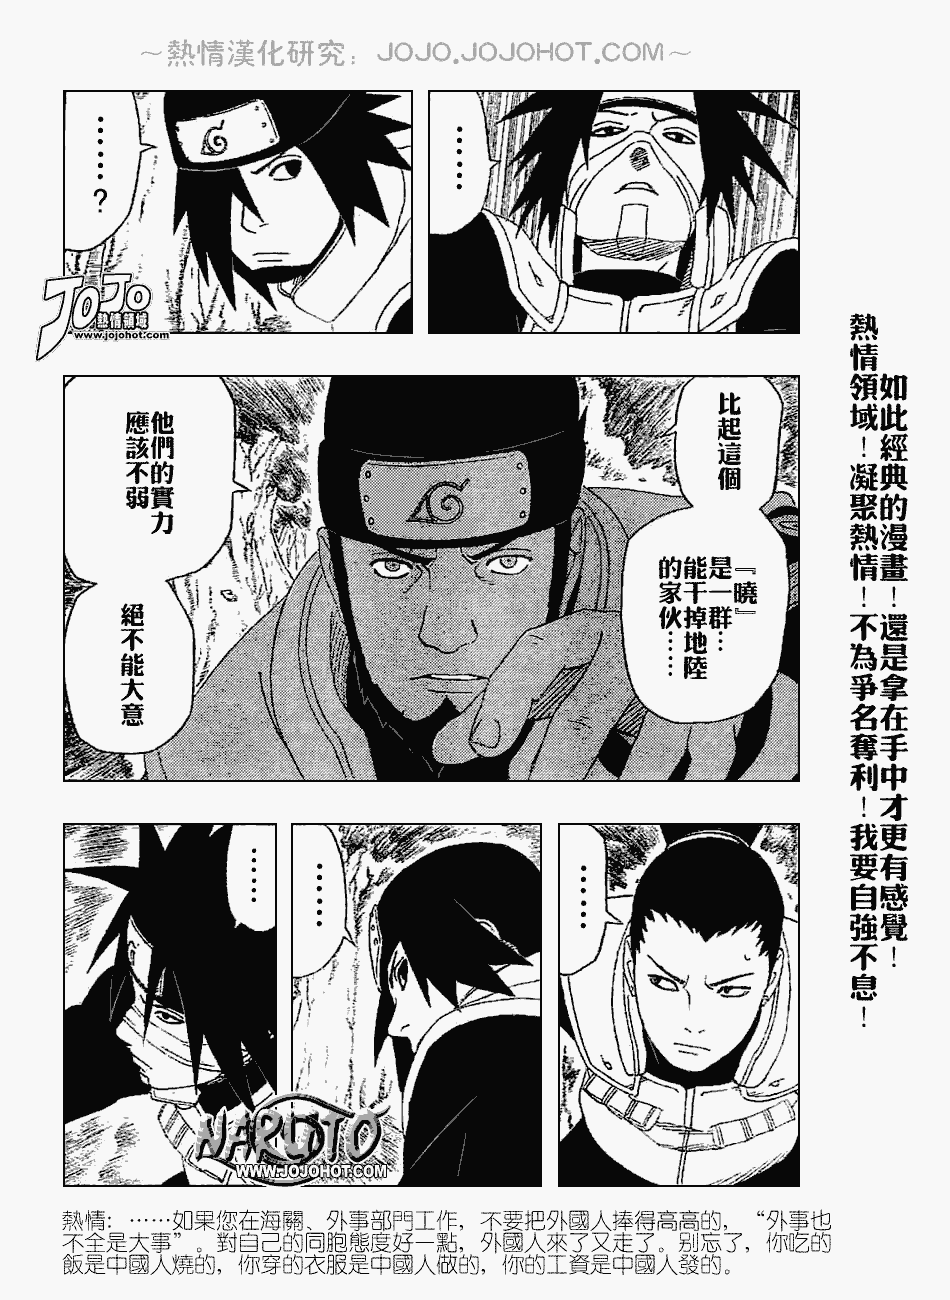 ～熱情漢化研究：JOJO.JOJOHOT.COM～
……
……?
JOJO
熱情領域
www.jojohot.com
比起這個
『曉』
是一群…
能干掉地陸
的家伙……
他們的實力
應該不弱
絕不能大意
……
……
……
NARUTO
WWW.JOJOHOT.COM
如此經典的漫畫！還是拿在手中才更有感覺！
熱情領域！凝聚熱情！不為爭名奪利！我要自強不息！
熱情：……如果您在海關、外事部門工作，不要把外國人捧得高高的，“外事也
不全是大事”。對自己的同胞態度好一點，外國人來了又走了。別忘了，你吃的
飯是中國人燒的，你穿的衣服是中國人做的，你的工資是中國人發的。